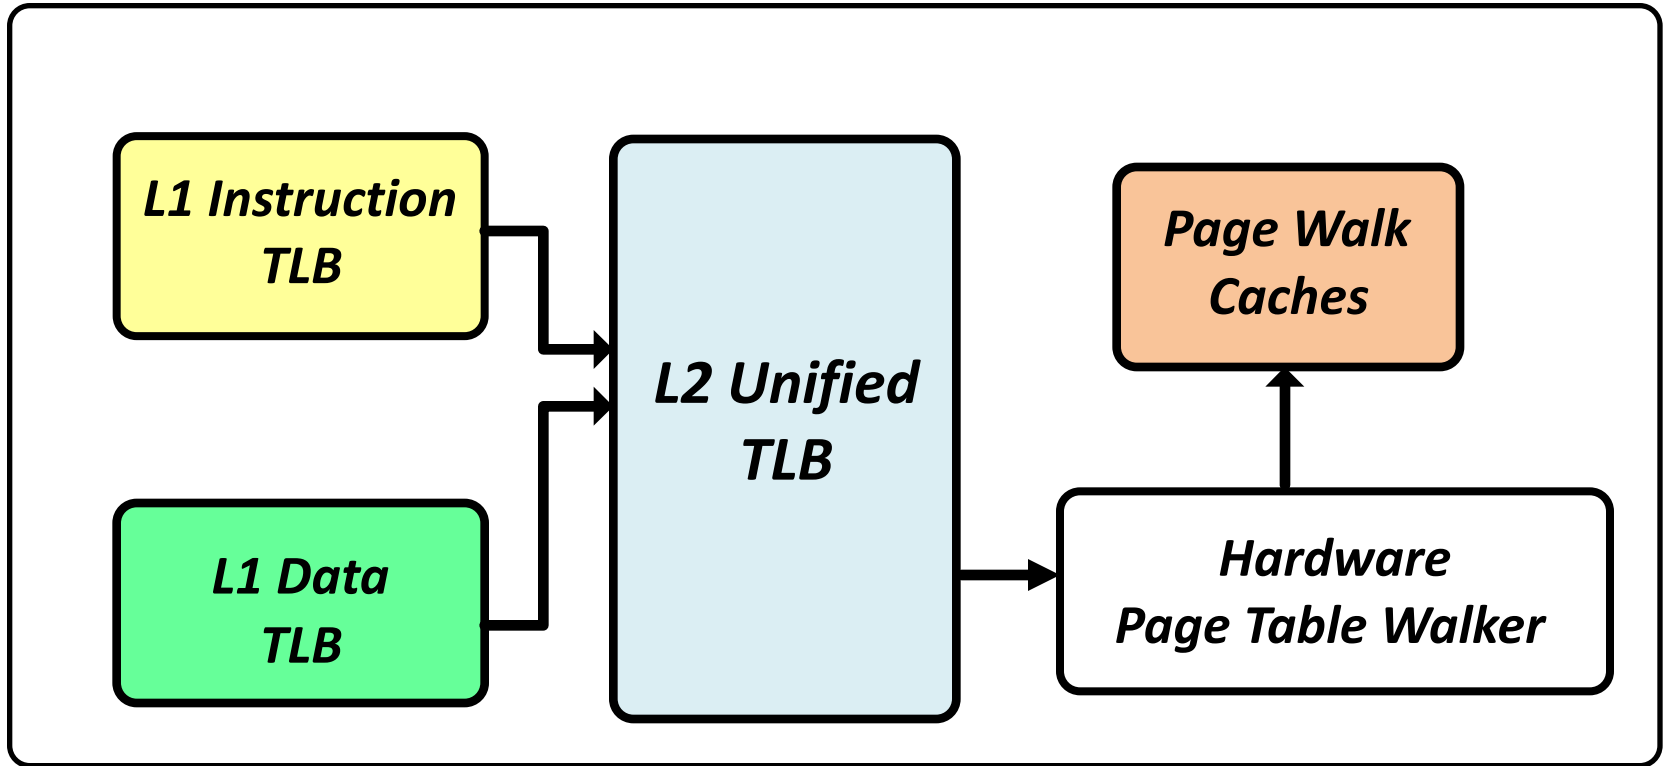 L1 Instruction
TLB
L1 Data
TLB
L2 Unified
TLB
Page Walk
Caches
Hardware
Page Table Walker